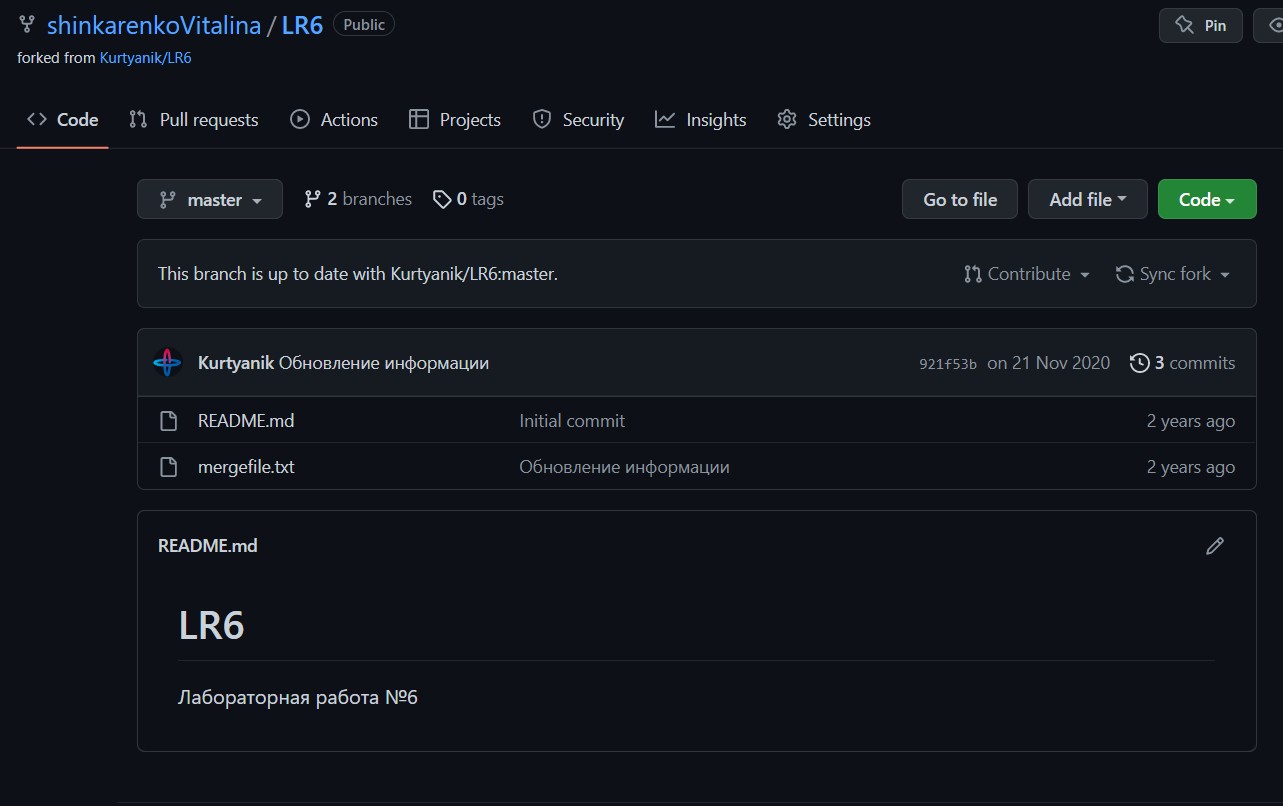 shinkarenkoVitalina / LR6 Public Pin
forked from Kurtyanik/LR6
Code Pull requests Actions Projects Security Insights Settings
master 2 branches 0 tags Go to file Add file Code
This branch is up to date with Kurtyanik/LR6:master. Contribute Sync fork
Kurtyanik Обновление информации 921f53b on 21 Nov 2020 3 commits
README.md Initial commit 2 years ago
mergefile.txt Обновление информации 2 years ago
README.md
LR6
Лабораторная работа №6